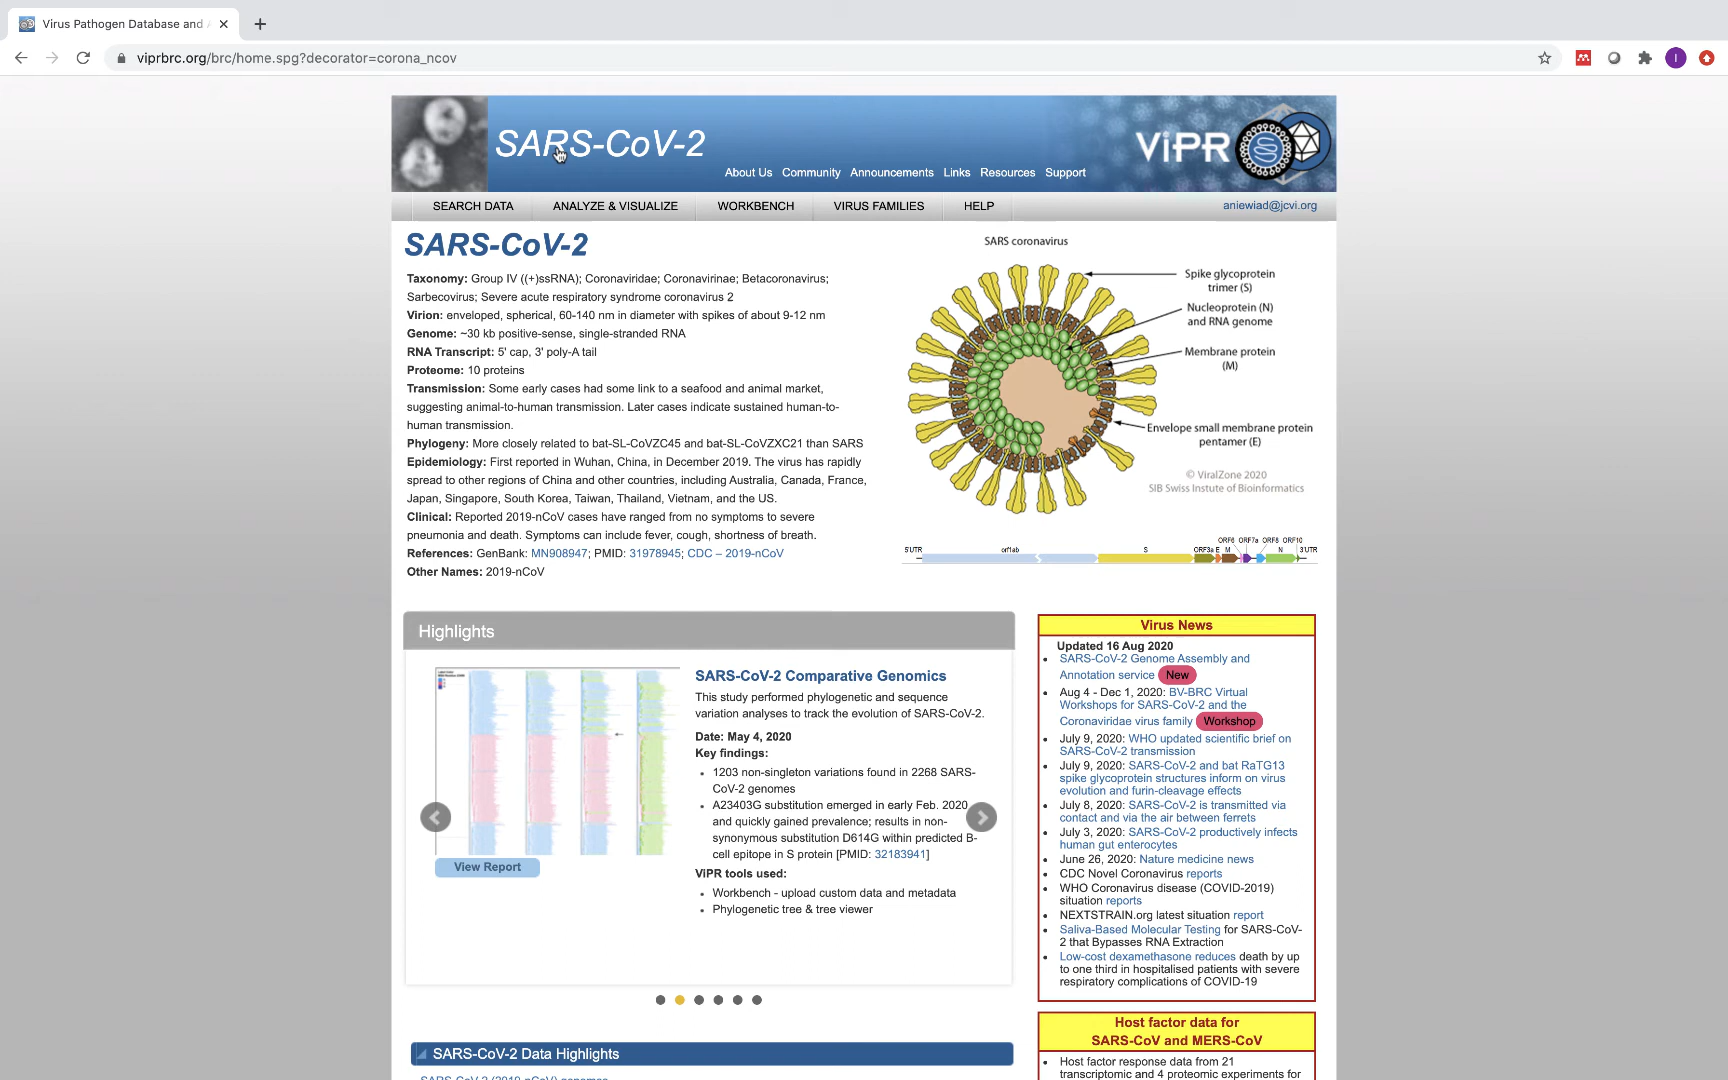 Virus Pathogen Database and
viprbrc.org/brc/home.spg?decorator=corona_ncov
I
SARS-CoV-2
ViPR
About Us Community Announcements Links Resources Support
SEARCH DATA ANALYZE & VISUALIZE WORKBENCH VIRUS FAMILIES HELP aniewiad@jcvi.org
SARS-CoV-2
Taxonomy: Group IV ((+)ssRNA); Coronaviridae; Coronavirinae; Betacoronavirus;
Sarbecovirus; Severe acute respiratory syndrome coronavirus 2
Virion: enveloped, spherical, 60-140 nm in diameter with spikes of about 9-12 nm
Genome: ~30 kb positive-sense, single-stranded RNA
RNA Transcript: 5' cap, 3' poly-A tail
Proteome: 10 proteins
Transmission: Some early cases had some link to a seafood and animal market,
suggesting animal-to-human transmission. Later cases indicate sustained human-to-
human transmission.
Phylogeny: More closely related to bat-SL-CoVZC45 and bat-SL-CoVZXC21 than SARS
Epidemiology: First reported in Wuhan, China, in December 2019. The virus has rapidly
spread to other regions of China and other countries, including Australia, Canada, France,
Japan, Singapore, South Korea, Taiwan, Thailand, Vietnam, and the US.
Clinical: Reported 2019-nCoV cases have ranged from no symptoms to severe
pneumonia and death. Symptoms can include fever, cough, shortness of breath.
References: GenBank: MN908947; PMID: 31978945; CDC – 2019-nCoV
Other Names: 2019-nCoV
SARS coronavirus
Spike glycoprotein
trimer (S)
Nucleoprotein (N)
and RNA genome
Membrane protein
(M)
Envelope small membrane protein
pentamer (E)
© ViralZone 2020
SIB Swiss Instute of Bioinformatics
ORF6 ORF7a ORF8 ORF10
5'UTR orf1ab S ORF3a E M N 3'UTR
Highlights
SARS-CoV-2 Comparative Genomics
This study performed phylogenetic and sequence
variation analyses to track the evolution of SARS-CoV-2.
Date: May 4, 2020
Key findings:
1203 non-singleton variations found in 2268 SARS-
CoV-2 genomes
A23403G substitution emerged in early Feb. 2020
and quickly gained prevalence; results in non-
synonymous substitution D614G within predicted B-
cell epitope in S protein [PMID: 32183941]
ViPR tools used:
Workbench - upload custom data and metadata
Phylogenetic tree & tree viewer
View Report
Virus News
Updated 16 Aug 2020
SARS-CoV-2 Genome Assembly and
Annotation service New
Aug 4 - Dec 1, 2020: BV-BRC Virtual
Workshops for SARS-CoV-2 and the
Coronaviridae virus family Workshop
July 9, 2020: WHO updated scientific brief on
SARS-CoV-2 transmission
July 9, 2020: SARS-CoV-2 and bat RaTG13
spike glycoprotein structures inform on virus
evolution and furin-cleavage effects
July 8, 2020: SARS-CoV-2 is transmitted via
contact and via the air between ferrets
July 3, 2020: SARS-CoV-2 productively infects
human gut enterocytes
June 26, 2020: Nature medicine news
CDC Novel Coronavirus reports
WHO Coronavirus disease (COVID-2019)
situation reports
NEXTSTRAIN.org latest situation report
Saliva-Based Molecular Testing for SARS-CoV-
2 that Bypasses RNA Extraction
Low-cost dexamethasone reduces death by up
to one third in hospitalised patients with severe
respiratory complications of COVID-19
Host factor data for
SARS-CoV and MERS-CoV
Host factor response data from 21
transcriptomic and 4 proteomic experiments for
SARS-CoV-2 Data Highlights
SARS-CoV-2 (2019-nCoV) genomes